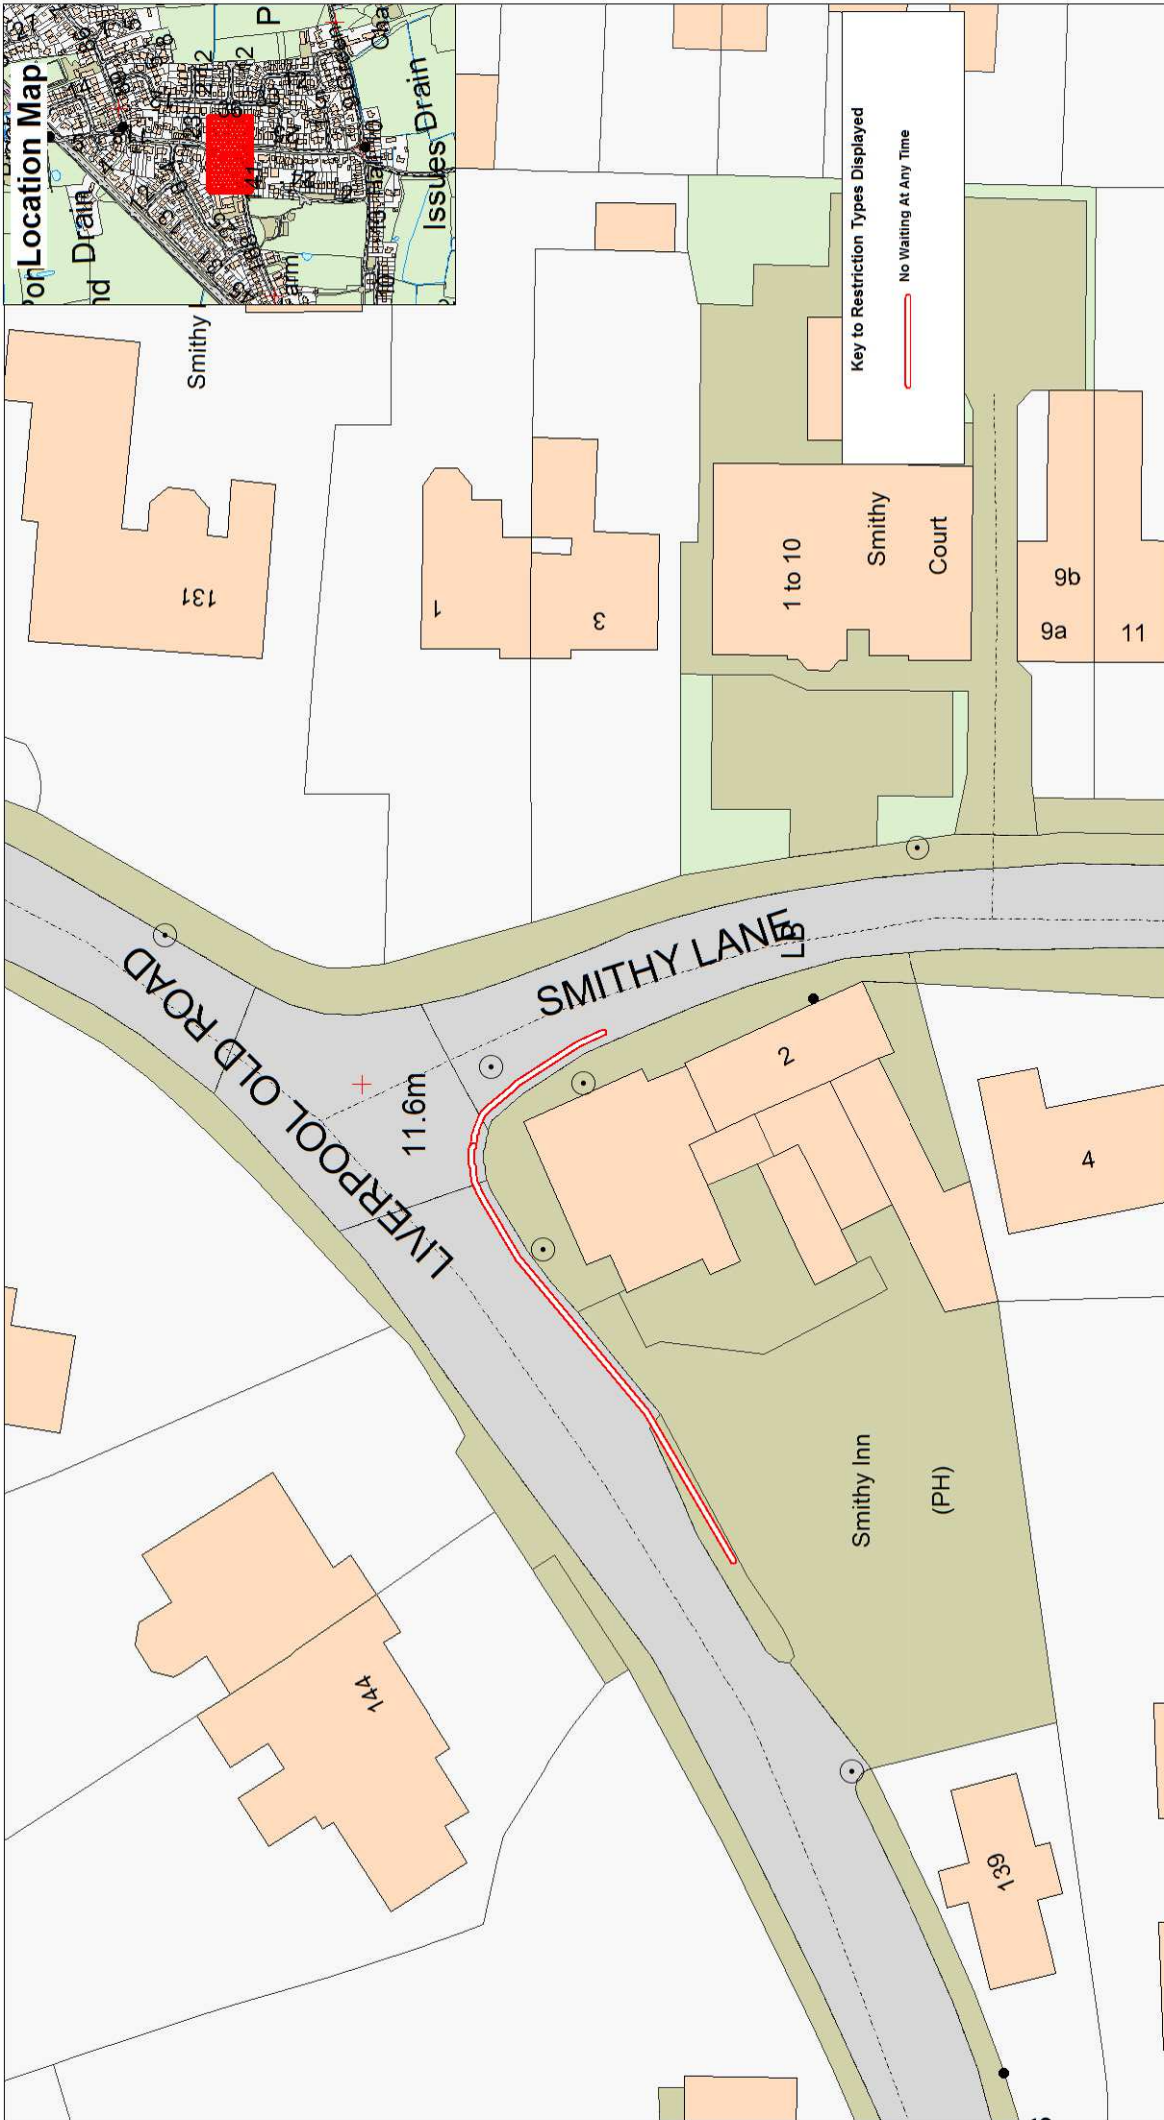 Location Map
Drain
Issues
Drain
Key to Restriction Types Displayed
No Waiting At Any Time
Smithy
131
1
3
1 to 10
Smithy
Court
9a
9b
11
LIVERPOOL OLD ROAD
SMITHY LANE
LB
11.6m
2
4
Smithy Inn
(PH)
144
139